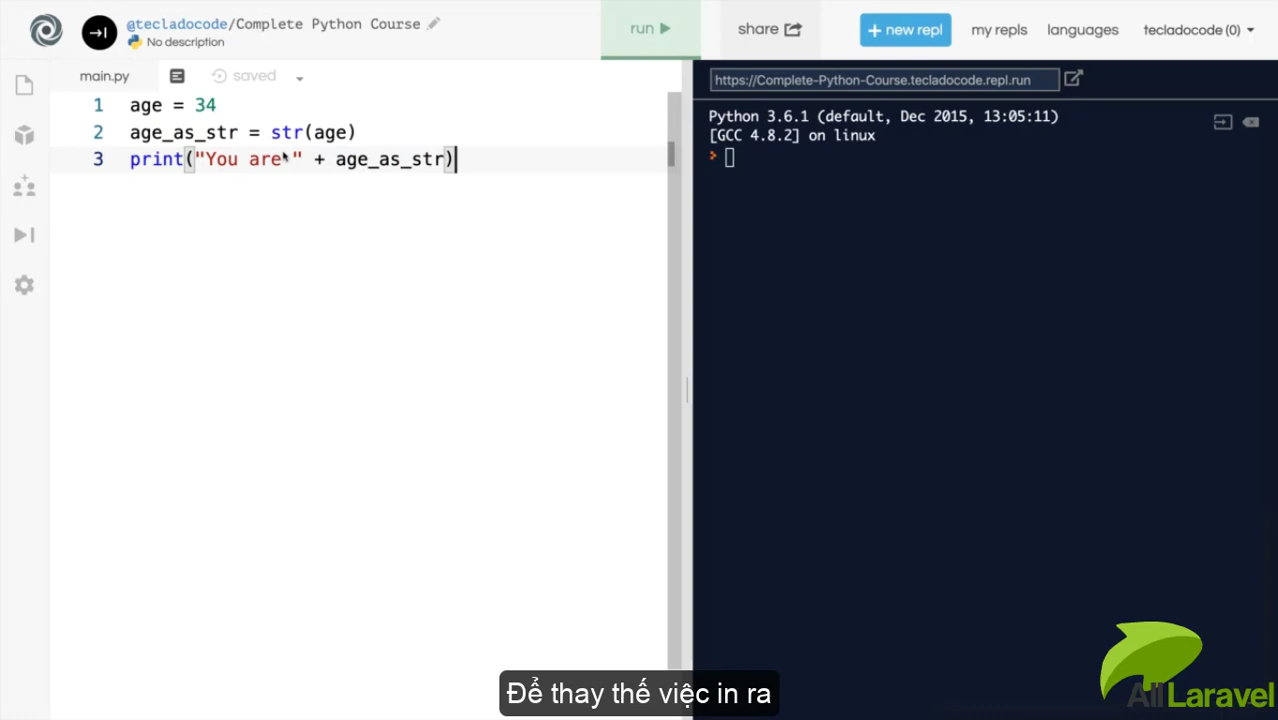 @tecladocode/Complete Python Course
No description
run
share
+ new repl
my repls
languages
tecladocode (0)
main.py
saved
https://Complete-Python-Course.tecladocode.repl.run
1 age = 34
2 age_as_str = str(age)
3 print("You are " + age_as_str)
Python 3.6.1 (default, Dec 2015, 13:05:11)
[GCC 4.8.2] on linux
Để thay thế việc in ra
AllLaravel